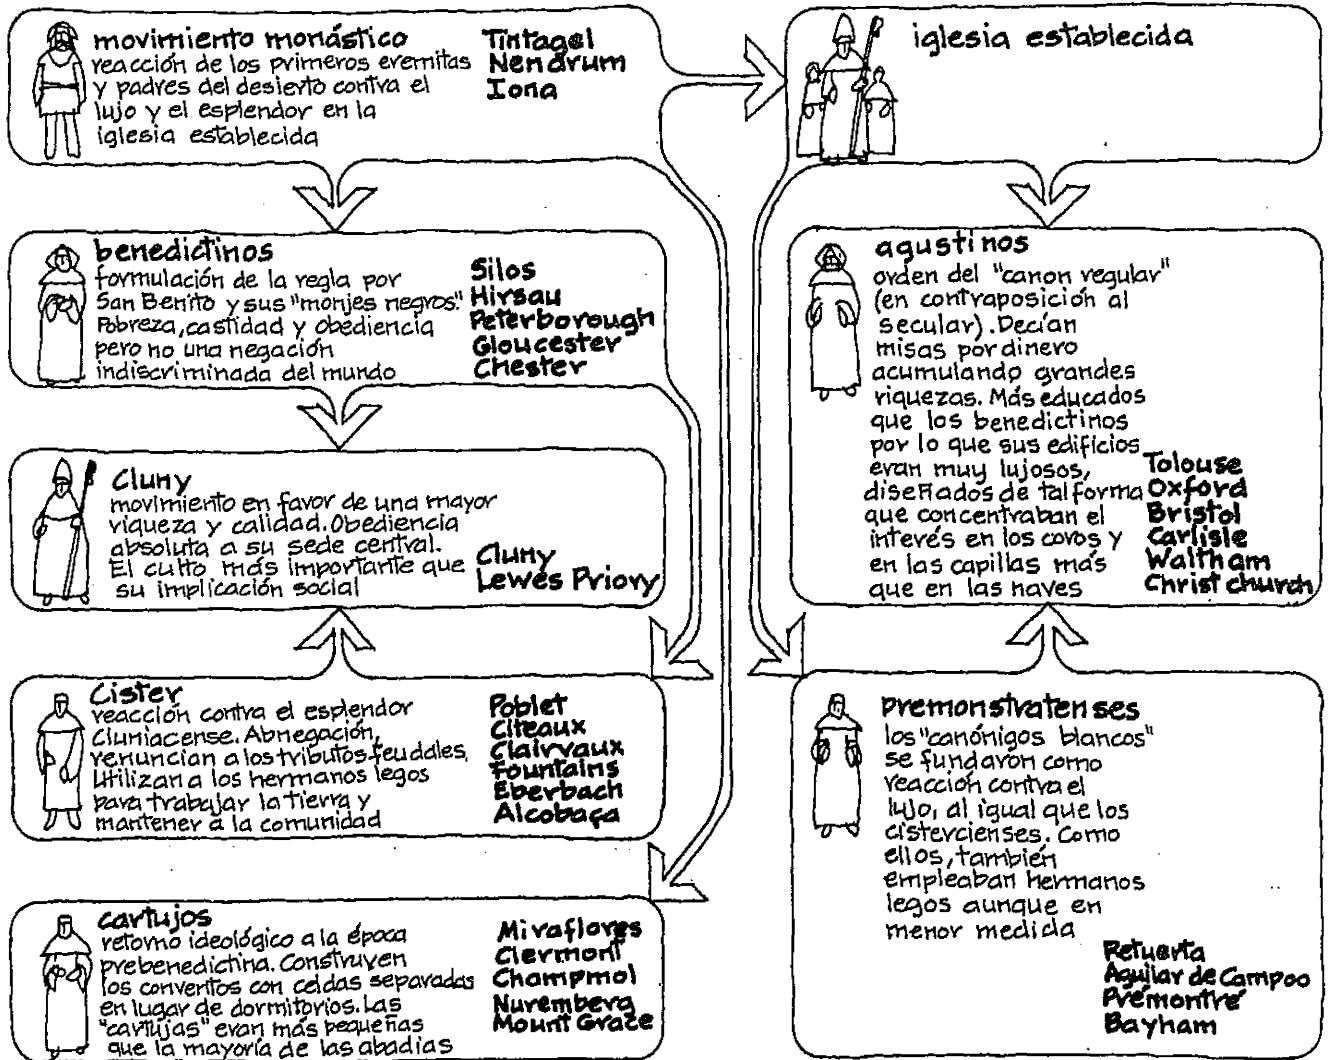 movimiento monástico
reacción de los primeros eremitas
y padres del desierto contra el
lujo y el esplendor en la
iglesia establecida
Tintagel
Nendrum
Iona
iglesia establecida
benedictinos
formulación de la regla por
San Benito y sus "monjes negros."
Pobreza, castidad y obediencia
pero no una negación
indiscriminada del mundo
Silos
Hirsau
Peterborough
Gloucester
Chester
agustinos
orden del "canon regular"
(en contraposición al
secular). Decían
misas por dinero
acumulando grandes
riquezas. Más educados
que los benedictinos
por lo que sus edificios
eran muy lujosos,
diseñados de tal forma
que concentraban el
interés en los coros y
en las capillas más
que en las naves
Tolouse
Oxford
Bristol
Carlisle
Waltham
Christ church
Cluny
movimiento en favor de una mayor
riqueza y calidad. Obediencia
absoluta a su sede central.
El culto más importante que
su implicación social
Cluny
Lewes Priory
Cister
reacción contra el esplendor
cluniacense. Abnegación,
renuncian a los tributos feudales,
utilizan a los hermanos legos
para trabajar la tierra y
mantener a la comunidad
Poblet
Citeaux
Clairvaux
Fountains
Eberbach
Alcobaça
premonstratenses
los "canónigos blancos"
se fundaron como
reacción contra el
lujo, al igual que los
cistercienses. Como
ellos, también
empleaban hermanos
legos aunque en
menor medida
Retuerta
Aguilar de Campoo
Prémontré
Bayham
cartujos
retorno ideológico a la época
prebenedictina. Construyen
los conventos con celdas separadas
en lugar de dormitorios. Las
"cartujas" eran más pequeñas
que la mayoría de las abadías
Miraflores
Clermont
Champmol
Nuremberg
Mount Grace